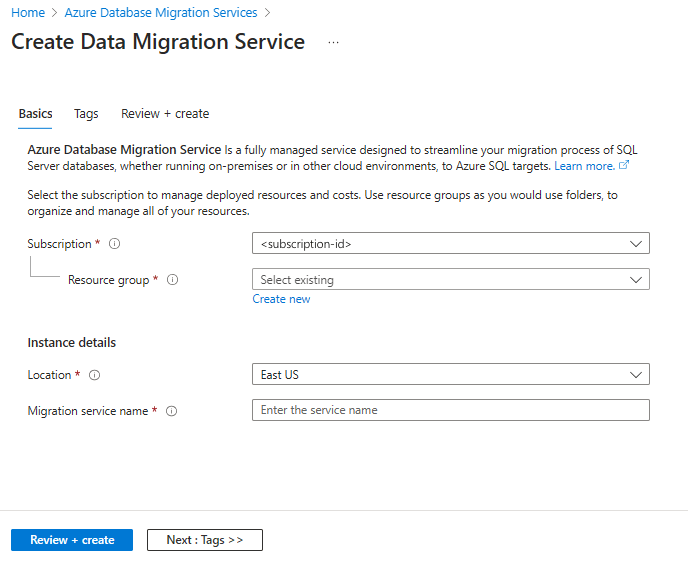 Home > Azure Database Migration Services >
Create Data Migration Service ...
Basics Tags Review + create
Azure Database Migration Service Is a fully managed service designed to streamline your migration process of SQL
Server databases, whether running on-premises or in other cloud environments, to Azure SQL targets. Learn more.
Select the subscription to manage deployed resources and costs. Use resource groups as you would use folders, to
organize and manage all of your resources.
Subscription * <subscription-id>
Resource group * Select existing
Create new
Instance details
Location * East US
Migration service name * Enter the service name
Review + create Next : Tags >>